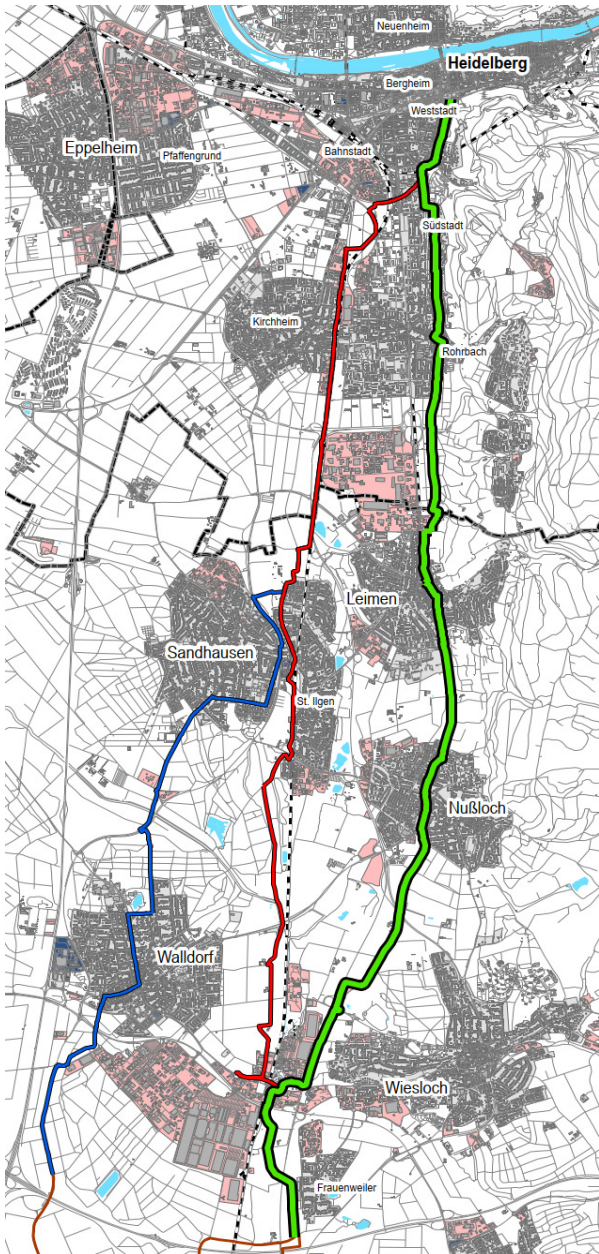 Neuenheim
Heidelberg
Bergheim
Weststadt
Eppelheim
Pfaffengrund
Bahnstadt
Südstadt
Kirchheim
Rohrbach
Leimen
Sandhausen
St. Ilgen
Nußloch
Walldorf
Wiesloch
Frauenweiler